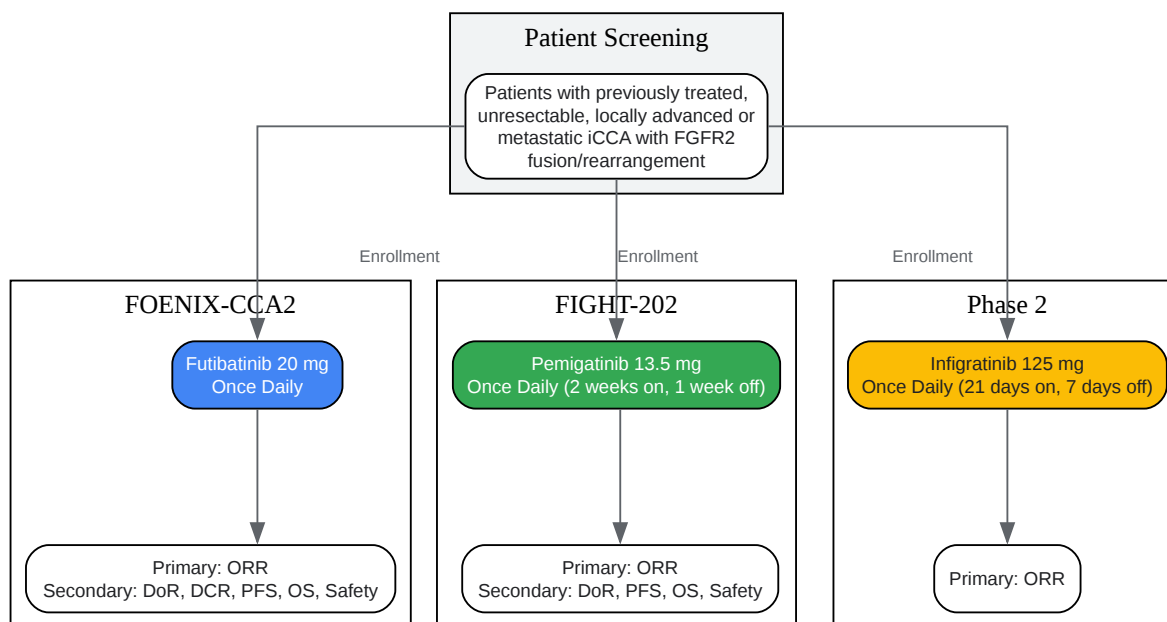 Patient Screening
Patients with previously treated,
unresectable, locally advanced or
metastatic iCCA with FGFR2
fusion/rearrangement
Enrollment
Enrollment
Enrollment
FOENIX-CCA2
Futibatinib 20 mg
Once Daily
Primary: ORR
Secondary: DoR, DCR, PFS, OS, Safety
FIGHT-202
Pemigatinib 13.5 mg
Once Daily (2 weeks on, 1 week off)
Primary: ORR
Secondary: DoR, PFS, OS, Safety
Phase 2
Infigratinib 125 mg
Once Daily (21 days on, 7 days off)
Primary: ORR